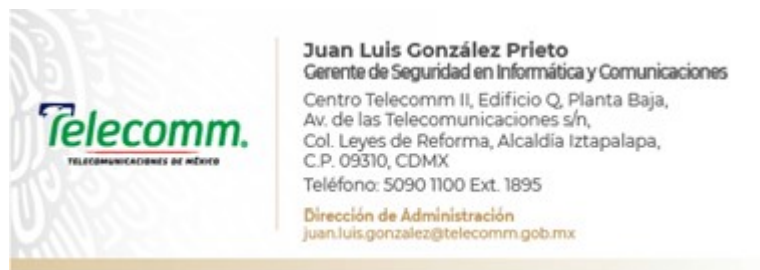 Telecomm.
TELECOMUNICACIONES DE MÉXICO
Juan Luis González Prieto
Gerente de Seguridad en Informática y Comunicaciones
Centro Telecomm II, Edificio Q, Planta Baja,
Av. de las Telecomunicaciones s/n,
Col. Leyes de Reforma, Alcaldía Iztapalapa,
C.P. 09310, CDMX
Teléfono: 5090 1100 Ext. 1895
Dirección de Administración
juan.luis.gonzalez@telecomm.gob.mx